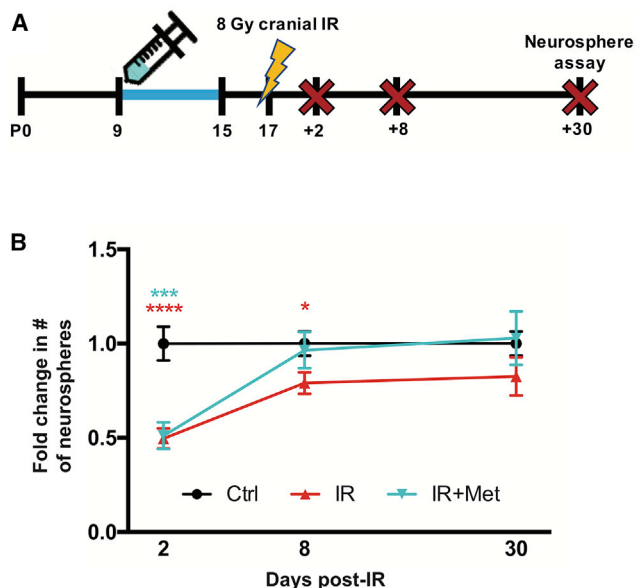 A
8 Gy cranial IR
Neurosphere
assay
P0 9 15 17 +2 +8 +30
B
Fold change in #
of neurospheres
1.5
1.0
0.5
0.0
***
****
*
Ctrl IR IR+Met
2 8 30
Days post-IR